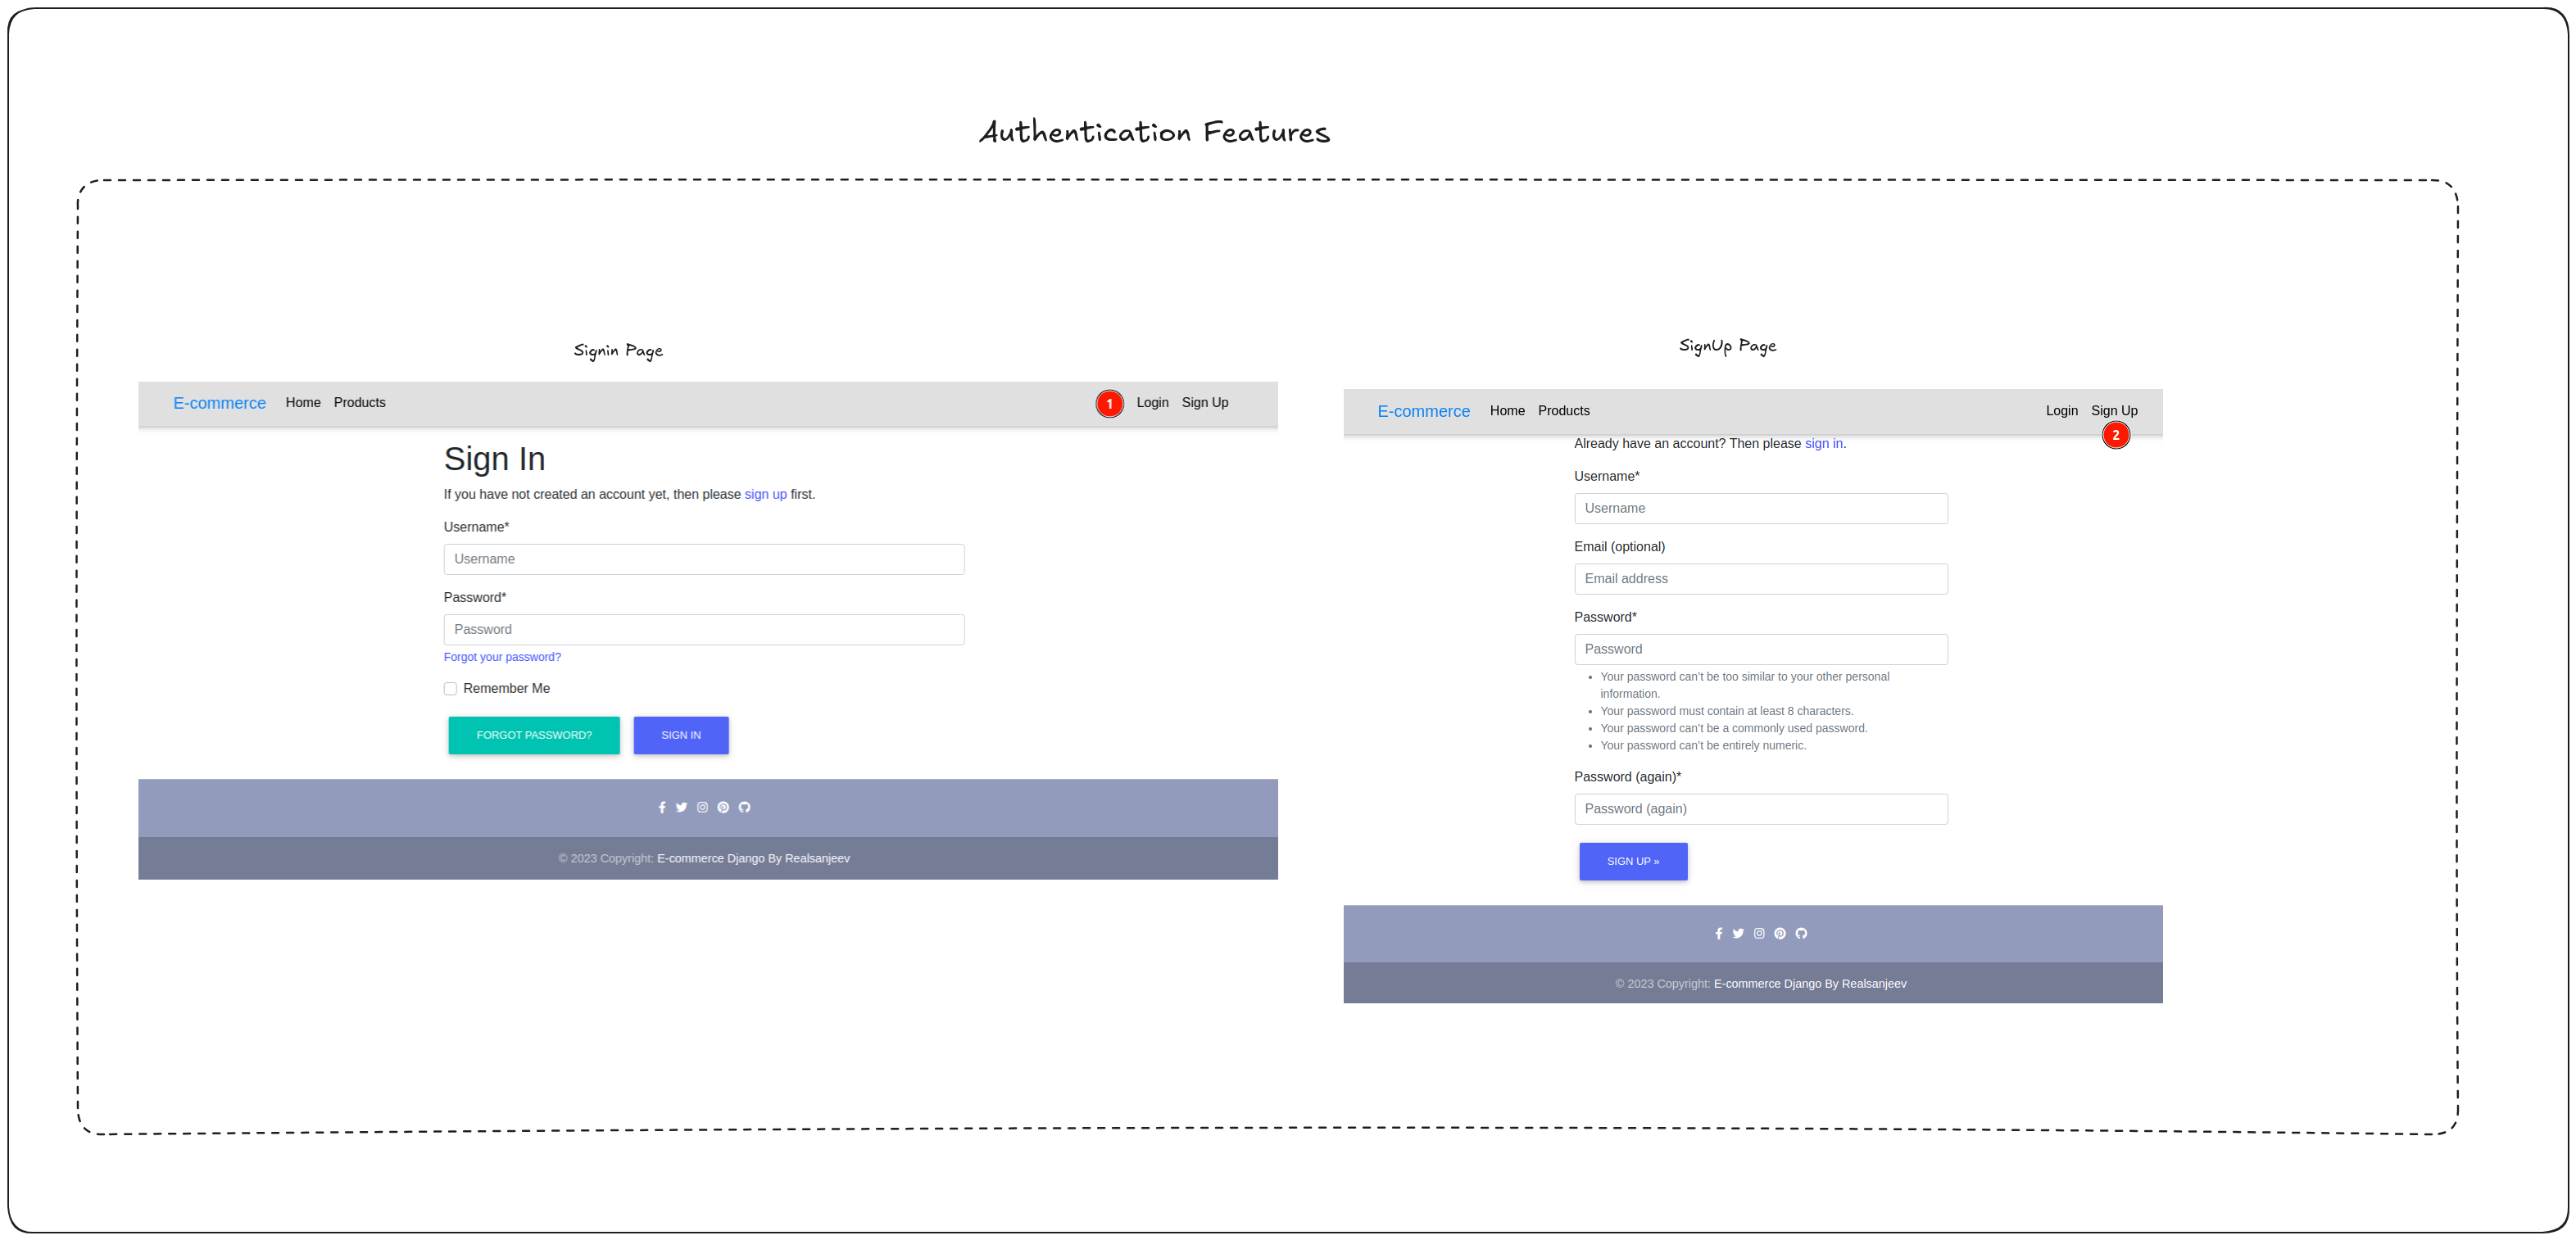 Authentication Features
Signin Page
E-commerce Home Products 1 Login Sign Up
Sign In
If you have not created an account yet, then please sign up first.
Username*
Username
Password*
Password
Forgot your password?
Remember Me
FORGOT PASSWORD? SIGN IN
© 2023 Copyright: E-commerce Django By Realsanjeev
SignUp Page
E-commerce Home Products Login Sign Up
2
Already have an account? Then please sign in.
Username*
Username
Email (optional)
Email address
Password*
Password
• Your password can't be too similar to your other personal
information.
• Your password must contain at least 8 characters.
• Your password can't be a commonly used password.
• Your password can't be entirely numeric.
Password (again)*
Password (again)
SIGN UP »
© 2023 Copyright: E-commerce Django By Realsanjeev